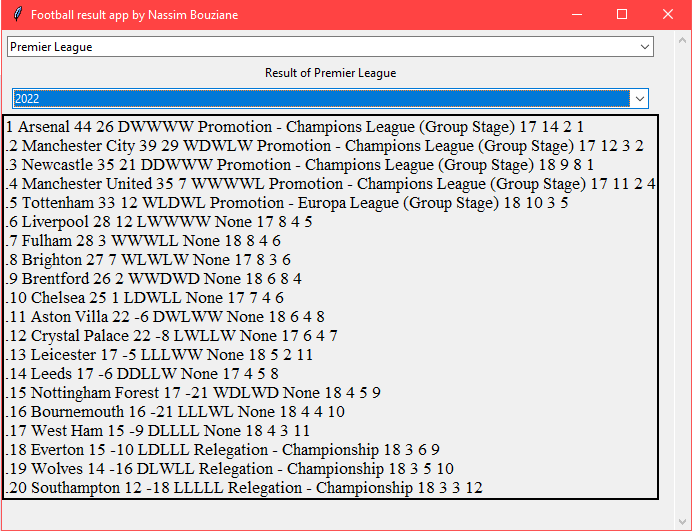 Football result app by Nassim Bouziane
Premier League
Result of Premier League
2022
1 Arsenal 44 26 DWWWW Promotion - Champions League (Group Stage) 17 14 2 1
.2 Manchester City 39 29 WDWLW Promotion - Champions League (Group Stage) 17 12 3 2
.3 Newcastle 35 21 DDWWW Promotion - Champions League (Group Stage) 18 9 8 1
.4 Manchester United 35 7 WWWWL Promotion - Champions League (Group Stage) 17 11 2 4
.5 Tottenham 33 12 WLDWL Promotion - Europa League (Group Stage) 18 10 3 5
.6 Liverpool 28 12 LWWWW None 17 8 4 5
.7 Fulham 28 3 WWWLL None 18 8 4 6
.8 Brighton 27 7 WLWLW None 17 8 3 6
.9 Brentford 26 2 WWDWD None 18 6 8 4
.10 Chelsea 25 1 LDWLL None 17 7 4 6
.11 Aston Villa 22 -6 DWLWW None 18 6 4 8
.12 Crystal Palace 22 -8 LWLLW None 17 6 4 7
.13 Leicester 17 -5 LLLWW None 18 5 2 11
.14 Leeds 17 -6 DDLLW None 17 4 5 8
.15 Nottingham Forest 17 -21 WDLWD None 18 4 5 9
.16 Bournemouth 16 -21 LLLWL None 18 4 4 10
.17 West Ham 15 -9 DLLLL None 18 4 3 11
.18 Everton 15 -10 LDLLL Relegation - Championship 18 3 6 9
.19 Wolves 14 -16 DLWLL Relegation - Championship 18 3 5 10
.20 Southampton 12 -18 LLLLL Relegation - Championship 18 3 3 12